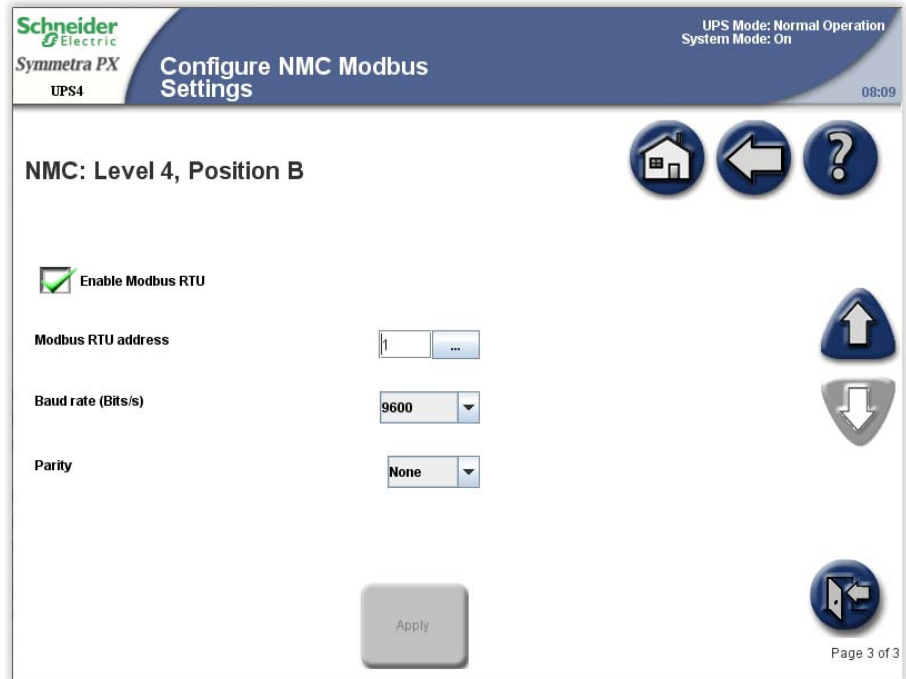 Schneider
Electric
Symmetra PX
UPS4
Configure NMC Modbus
Settings
UPS Mode: Normal Operation
System Mode: On
08:09
NMC: Level 4, Position B
?
Enable Modbus RTU
Modbus RTU address
1
...
Baud rate (Bits/s)
9600
Parity
None
Apply
Page 3 of 3